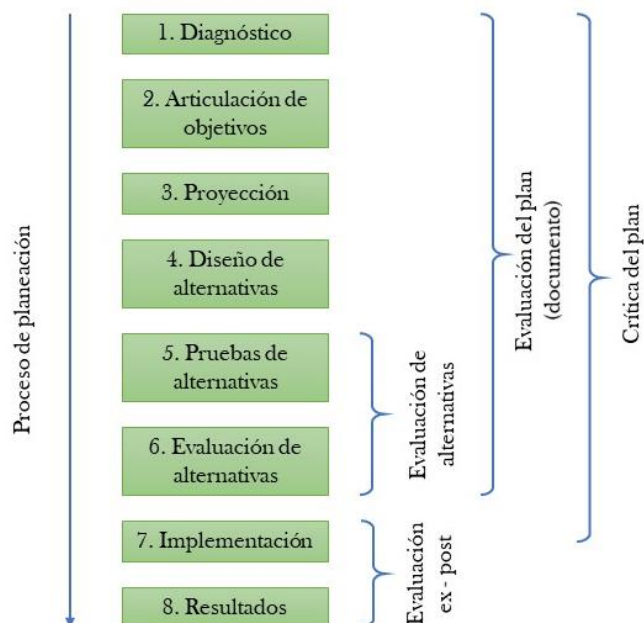 1. Diagnóstico
2. Articulación de
objetivos
3. Proyección
4. Diseño de
alternativas
5. Pruebas de
alternativas
6. Evaluación de
alternativas
7. Implementación
8. Resultados
Proceso de planeación
Evaluación de
alternativas
Evaluación
ex - post
Evaluación del plan
(documento)
Crítica del plan